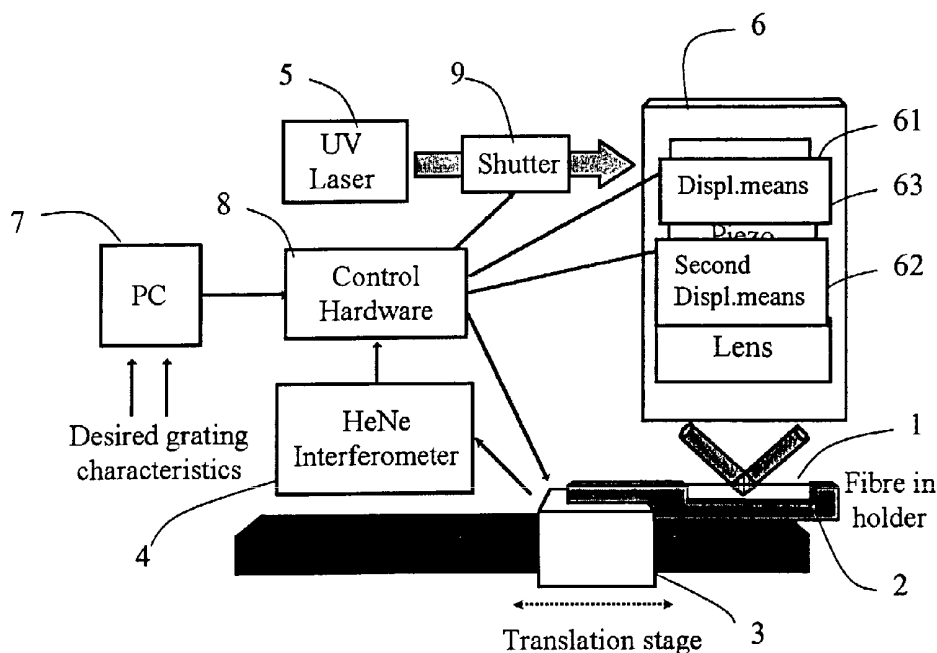 6
5
9
61
UV
Laser
Shutter
Displ.means
63
7
8
Piezo
PC
Control
Hardware
Second
Displ.means
62
Lens
HeNe
Interferometer
Desired grating
characteristics
1
Fibre in
holder
4
2
3
Translation stage